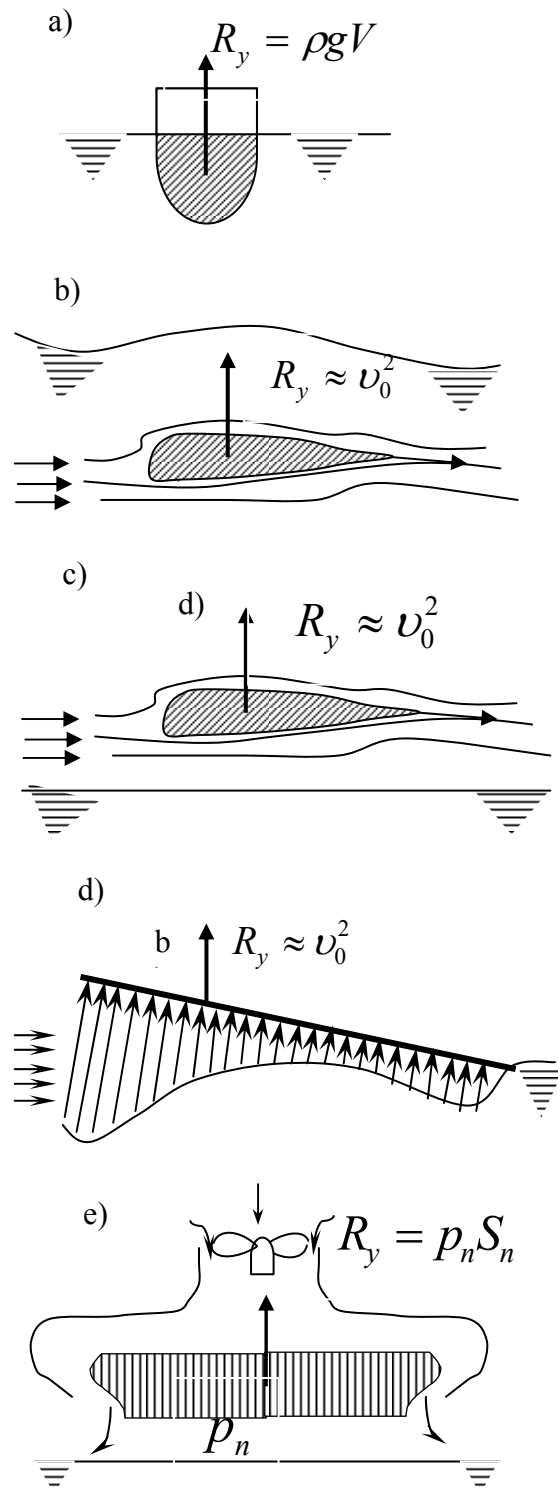 a)
R_y = ρgV
b)
R_y ≈ υ_0^2
c)
d)
R_y ≈ υ_0^2
d)
b
R_y ≈ υ_0^2
e)
R_y = p_n S_n
p_n